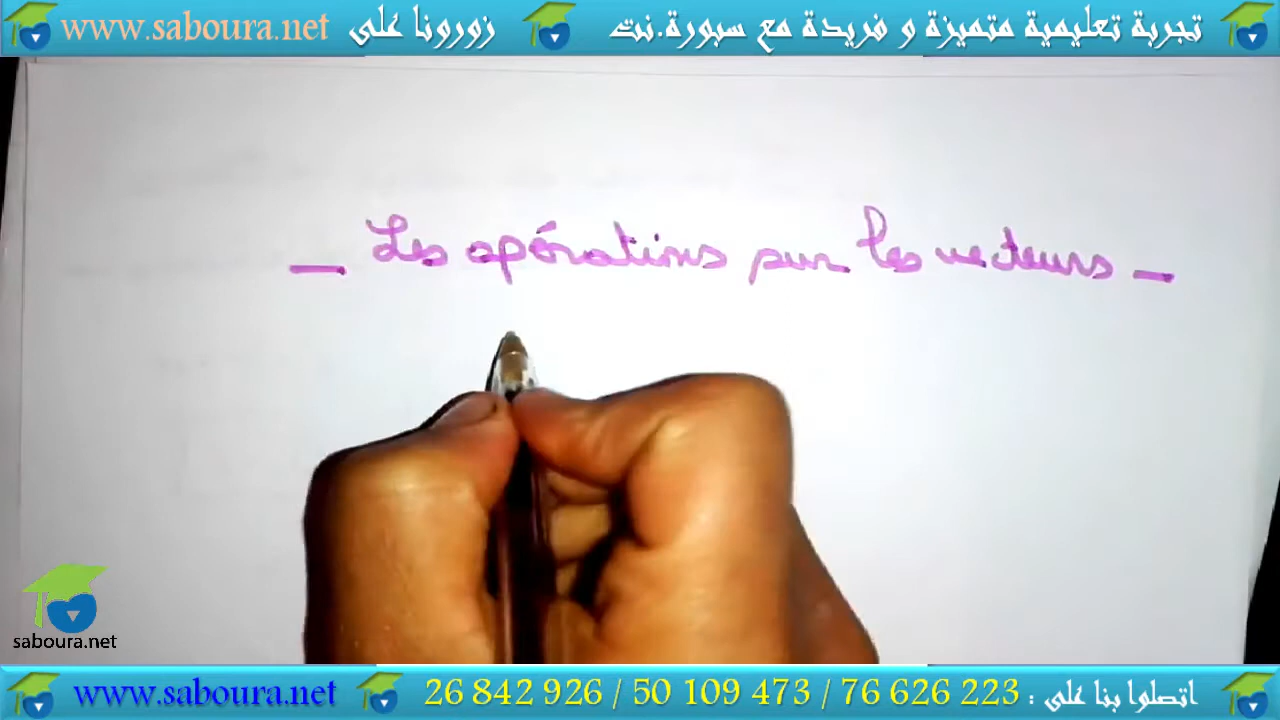 www.saboura.net زورونا على تجربة تعليمية متميزة و فريدة مع سبورة.نت
_ Les opérations sur les vecteurs _
saboura.net
www.saboura.net 26 842 926 / 50 109 473 / 76 626 223 : اتصلوا بنا على